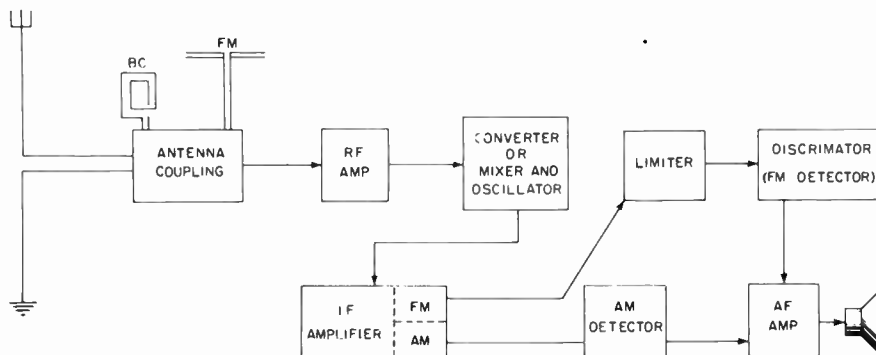 FM
BC
ANTENNA
COUPLING
RF
AMP
CONVERTER
OR
MIXER AND
OSCILLATOR
LIMITER
DISCRIMATOR
(FM DETECTOR)
I.F
AMPLIFIER
FM
AM
AM
DETECTOR
AF
AMP